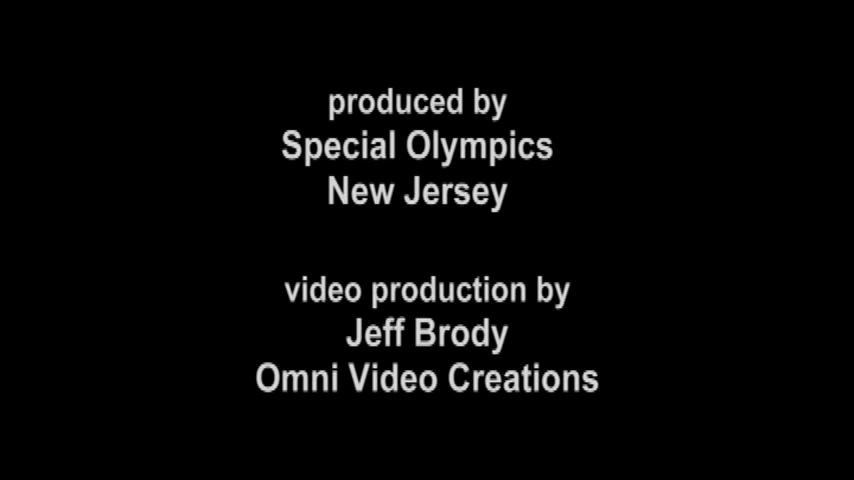 produced by
Special Olympics
New Jersey
video production by
Jeff Brody
Omni Video Creations